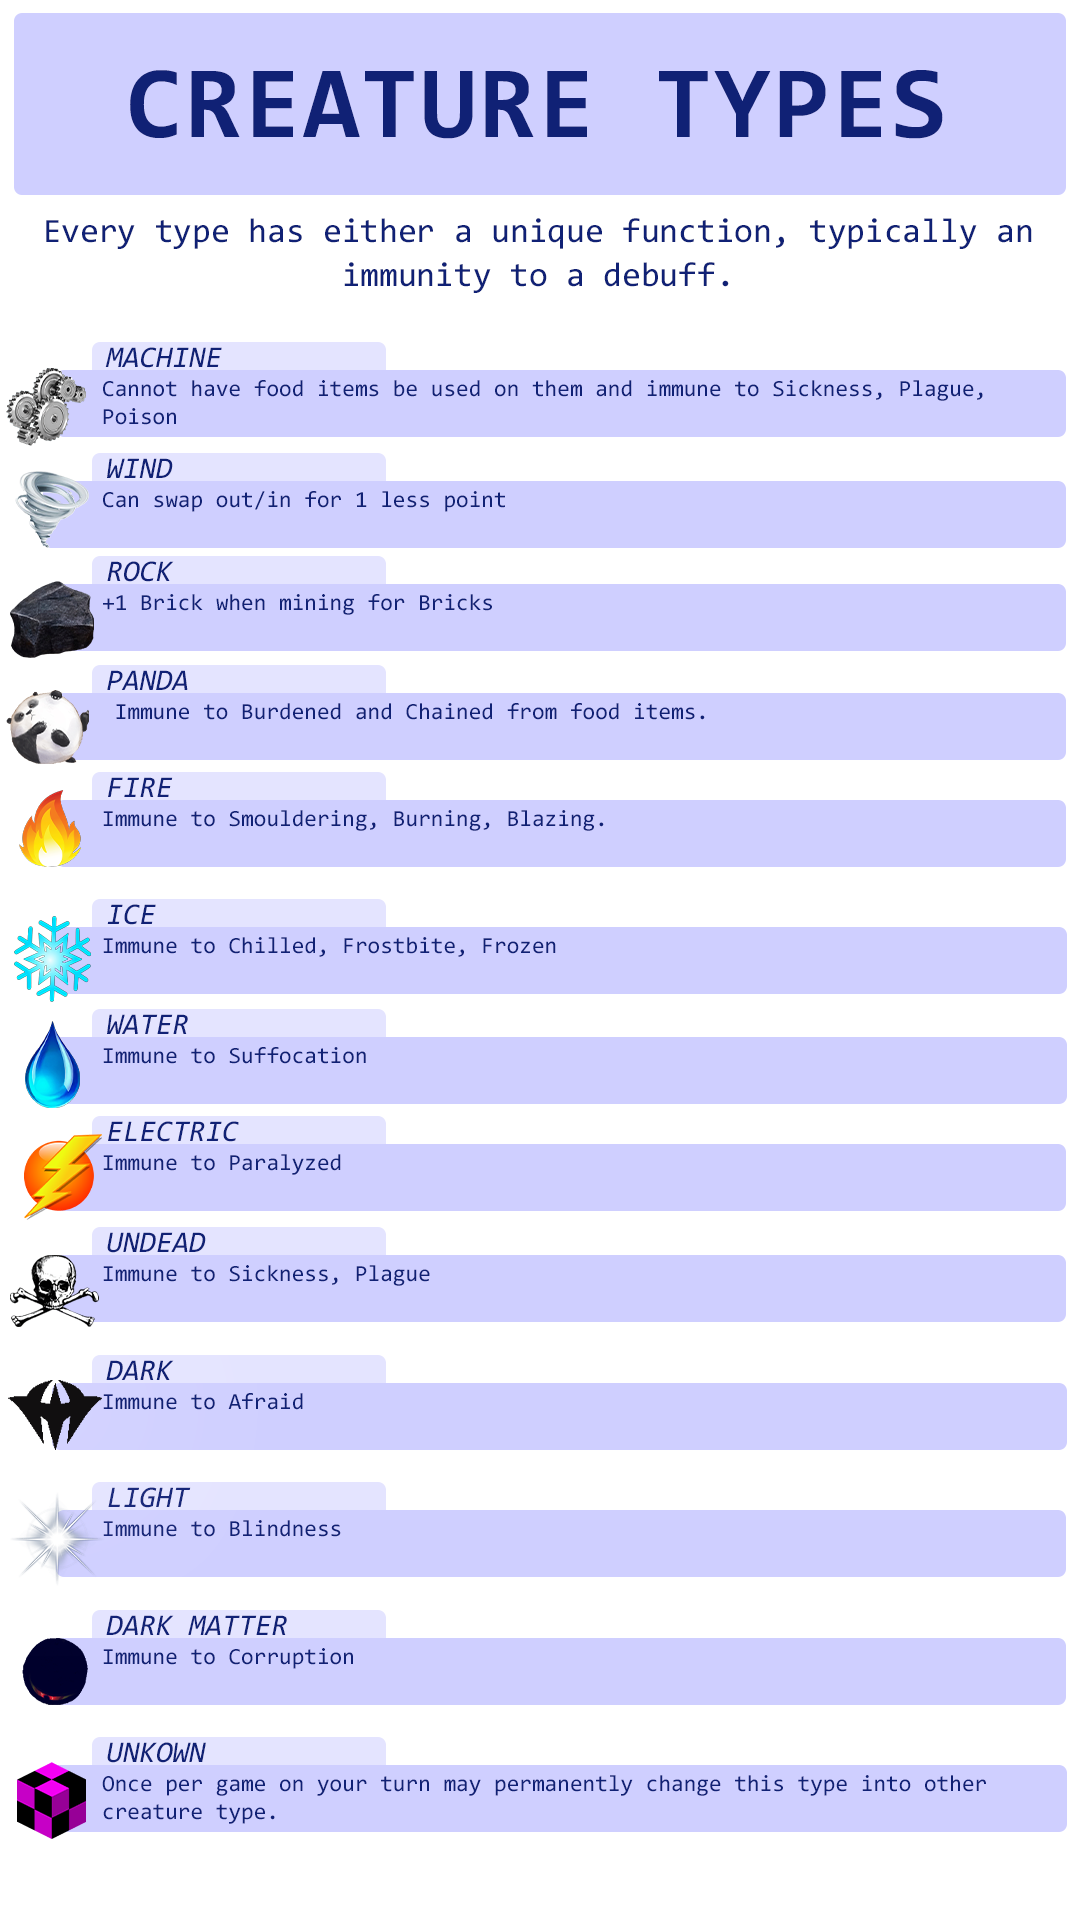 CREATURE TYPES
Every type has either a unique function, typically an
immunity to a debuff.
MACHINE
Cannot have food items be used on them and immune to Sickness, Plague,
Poison
WIND
Can swap out/in for 1 less point
ROCK
+1 Brick when mining for Bricks
PANDA
Immune to Burdened and Chained from food items.
FIRE
Immune to Smouldering, Burning, Blazing.
ICE
Immune to Chilled, Frostbite, Frozen
WATER
Immune to Suffocation
ELECTRIC
Immune to Paralyzed
UNDEAD
Immune to Sickness, Plague
DARK
Immune to Afraid
LIGHT
Immune to Blindness
DARK MATTER
Immune to Corruption
UNKOWN
Once per game on your turn may permanently change this type into other
creature type.